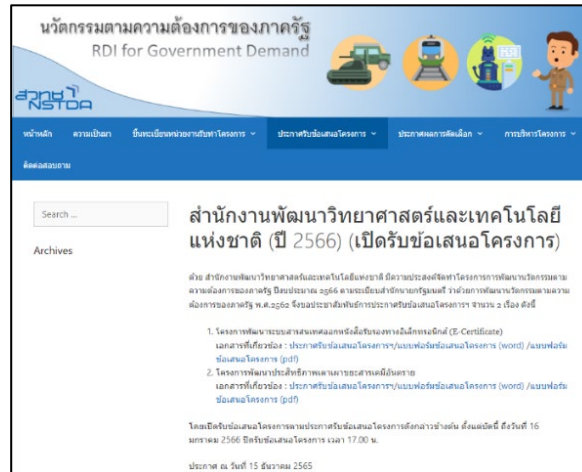 นวัตกรรมตามความต้องการของภาครัฐ
RDI for Government Demand
สวทช
NSTDA
หน้าหลัก ความเป็นมา ขึ้นทะเบียนหน่วยงานรับทำโครงการ ประกาศรับข้อเสนอโครงการ ประกาศผลการคัดเลือก การบริหารโครงการ
ติดต่อสอบถาม
Search ...
Archives
สำนักงานพัฒนาวิทยาศาสตร์และเทคโนโลยี
แห่งชาติ (ปี 2566) (เปิดรับข้อเสนอโครงการ)
ด้วย สำนักงานพัฒนาวิทยาศาสตร์และเทคโนโลยีแห่งชาติ มีความประสงค์จัดทำโครงการการพัฒนานวัตกรรมตาม
ความต้องการของภาครัฐ ปีงบประมาณ 2566 ตามระเบียบสำนักนายกรัฐมนตรี ว่าด้วยการพัฒนานวัตกรรมตามความ
ต้องการของภาครัฐ พ.ศ.2562 จึงขอประชาสัมพันธ์การประกาศรับข้อเสนอโครงการฯ จำนวน 2 เรื่อง ดังนี้
1. โครงการพัฒนาระบบสารสนเทศออกหนังสือรับรองทางอิเล็กทรอนิกส์ (E-Certificate)
เอกสารที่เกี่ยวข้อง : ประกาศรับข้อเสนอโครงการฯ/แบบฟอร์มข้อเสนอโครงการ (word) /แบบฟอร์ม
ข้อเสนอโครงการ (pdf)
2. โครงการพัฒนาประสิทธิภาพเตาเผาขยะสารเคมีอันตราย
เอกสารที่เกี่ยวข้อง : ประกาศรับข้อเสนอโครงการฯ/แบบฟอร์มข้อเสนอโครงการ (word) /แบบฟอร์ม
ข้อเสนอโครงการ (pdf)
โดยเปิดรับข้อเสนอโครงการตามประกาศรับข้อเสนอโครงการดังกล่าวข้างต้น ตั้งแต่บัดนี้ ถึงวันที่ 16
มกราคม 2566 ปิดรับข้อเสนอโครงการ เวลา 17.00 น.
ประกาศ ณ วันที่ 15 ธันวาคม 2565